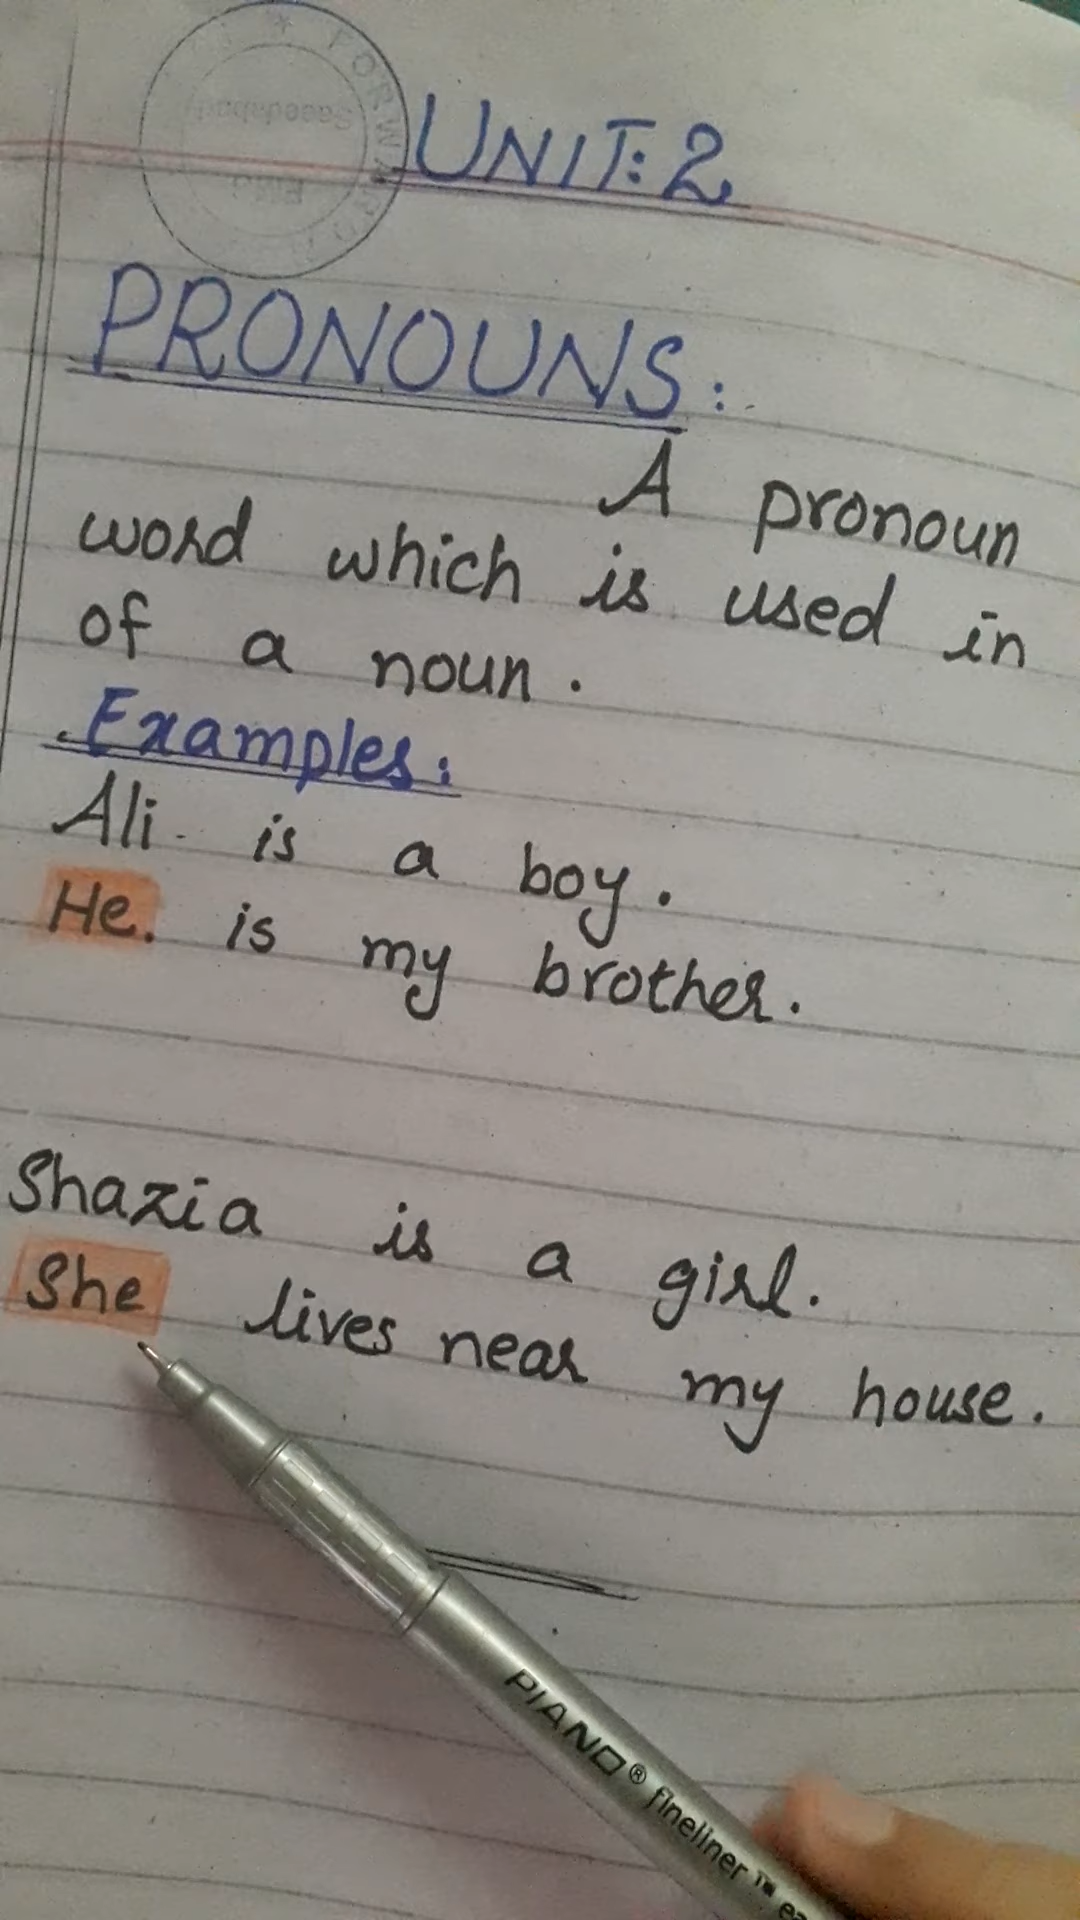 UNIT: 2
PRONOUNS:
A pronoun
word which is used in
of a noun.
Examples:
Ali is a boy.
He. is my brother.
Shazia is a girl.
She lives near my house.
PIANO® fineliner™